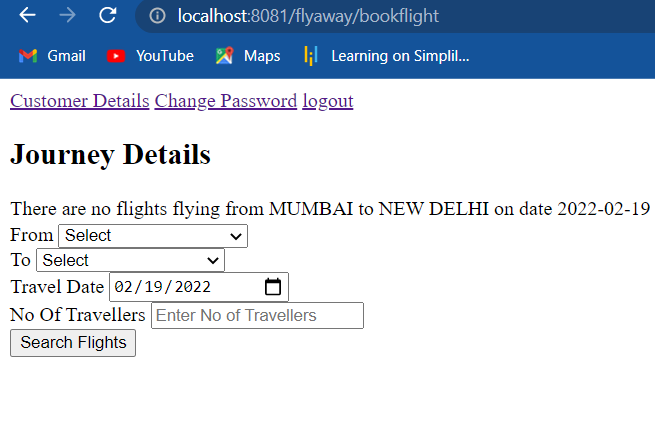 localhost:8081/flyaway/bookflight
Gmail YouTube Maps Learning on Simplil...
Customer Details Change Password logout
Journey Details
There are no flights flying from MUMBAI to NEW DELHI on date 2022-02-19
From Select
To Select
Travel Date 02/19/2022
No Of Travellers Enter No of Travellers
Search Flights